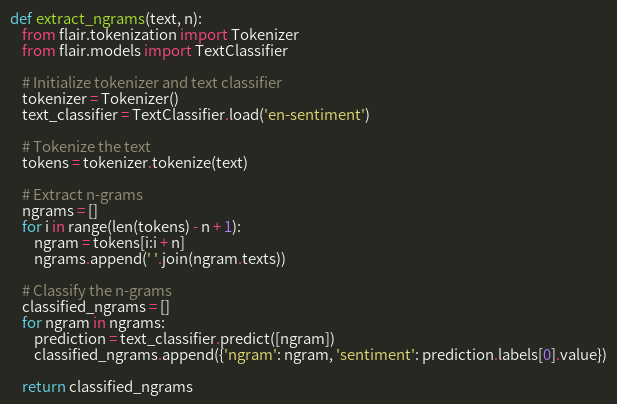 def extract_ngrams(text, n):
from flair.tokenization import Tokenizer
from flair.models import TextClassifier
# Initialize tokenizer and text classifier
tokenizer = Tokenizer()
text_classifier = TextClassifier.load('en-sentiment')
# Tokenize the text
tokens = tokenizer.tokenize(text)
# Extract n-grams
ngrams = []
for i in range(len(tokens) - n + 1):
ngram = tokens[i:i + n]
ngrams.append(' '.join(ngram.texts))
# Classify the n-grams
classified_ngrams = []
for ngram in ngrams:
prediction = text_classifier.predict([ngram])
classified_ngrams.append({'ngram': ngram, 'sentiment': prediction.labels[0].value})
return classified_ngrams